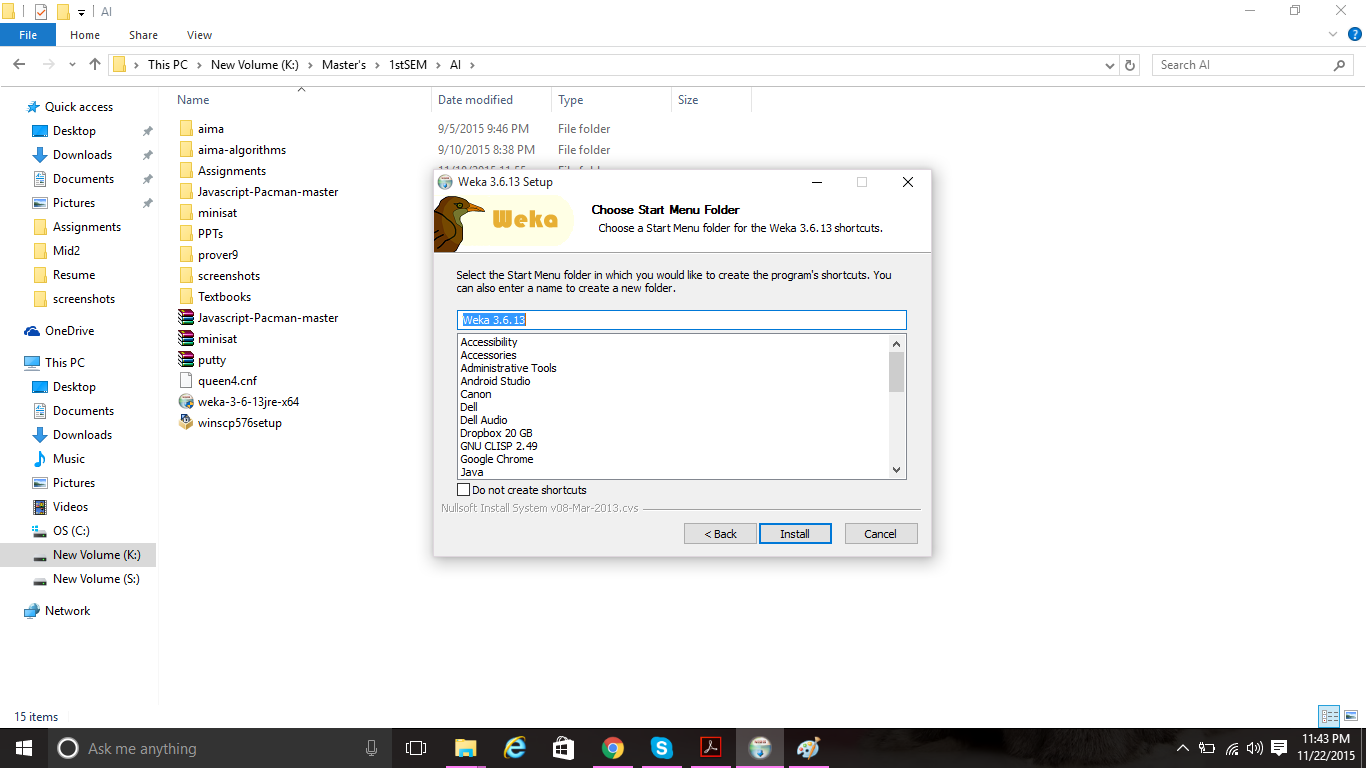 AI
File Home Share View
This PC New Volume (K:) Master's 1stSEM AI
Search AI
Name Date modified Type Size
Quick access
Desktop
Downloads
Documents
Pictures
Assignments
Mid2
Resume
screenshots
OneDrive
This PC
Desktop
Documents
Downloads
Music
Pictures
Videos
OS (C:)
New Volume (K:)
New Volume (S:)
Network
aima 9/5/2015 9:46 PM File folder
aima-algorithms 9/10/2015 8:38 PM File folder
Assignments
Javascript-Pacman-master
minisat
PPTs
prover9
screenshots
Textbooks
Javascript-Pacman-master
minisat
putty
queen4.cnf
weka-3-6-13jre-x64
winscp576setup
Weka 3.6.13 Setup
Weka
Choose Start Menu Folder
Choose a Start Menu folder for the Weka 3.6.13 shortcuts.
Select the Start Menu folder in which you would like to create the program's shortcuts. You
can also enter a name to create a new folder.
Weka 3.6.13
Accessibility
Accessories
Administrative Tools
Android Studio
Canon
Dell
Dell Audio
Dropbox 20 GB
GNU CLISP 2.49
Google Chrome
Java
Do not create shortcuts
Nullsoft Install System v08-Mar-2013.cvs
< Back Install Cancel
15 items
Ask me anything
11:43 PM
11/22/2015